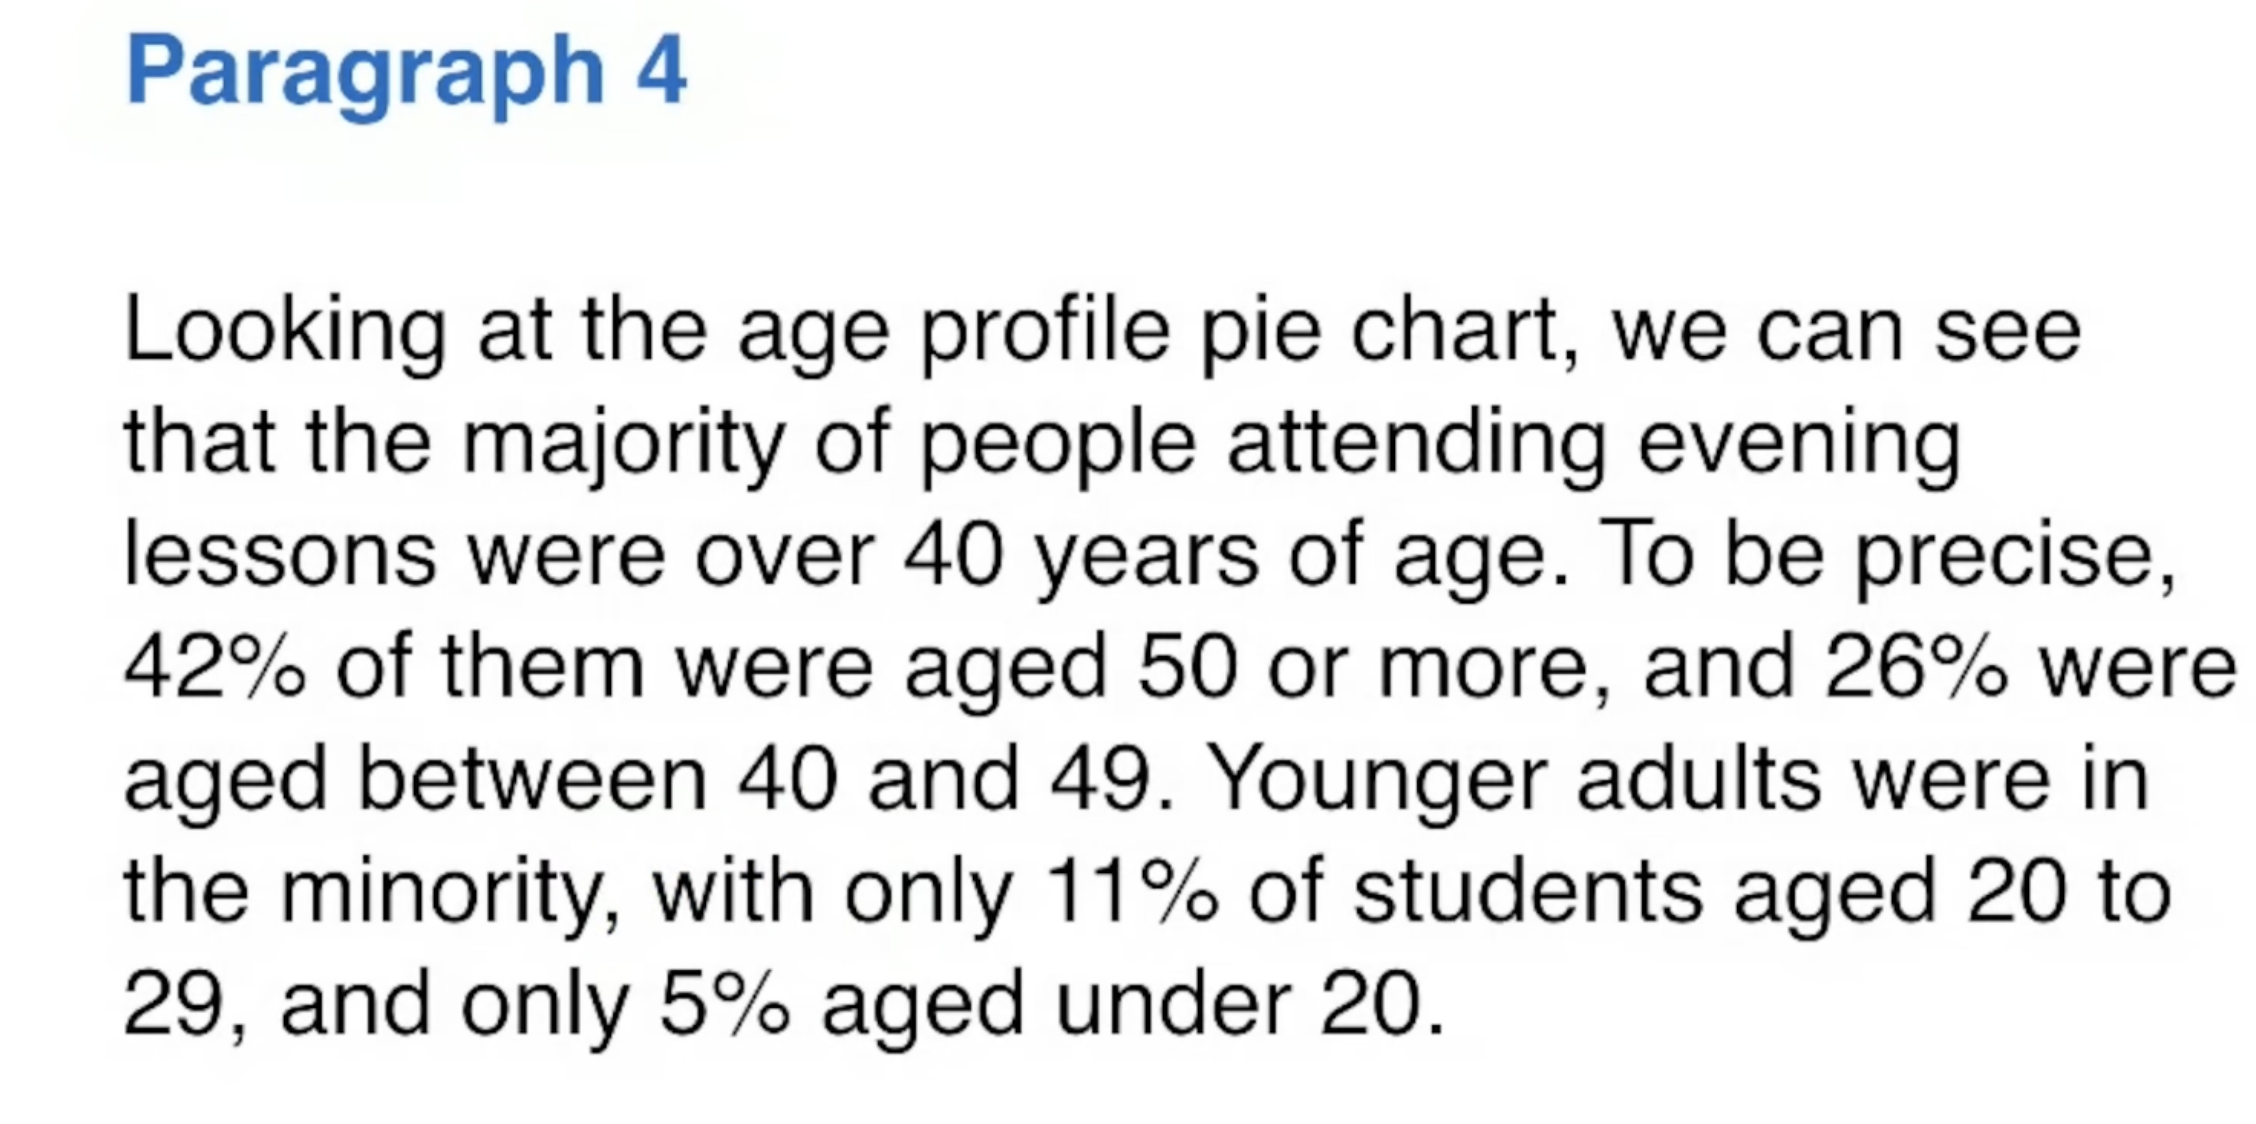 Paragraph 4
Looking at the age profile pie chart, we can see
that the majority of people attending evening
lessons were over 40 years of age. To be precise,
42% of them were aged 50 or more, and 26% were
aged between 40 and 49. Younger adults were in
the minority, with only 11% of students aged 20 to
29, and only 5% aged under 20.